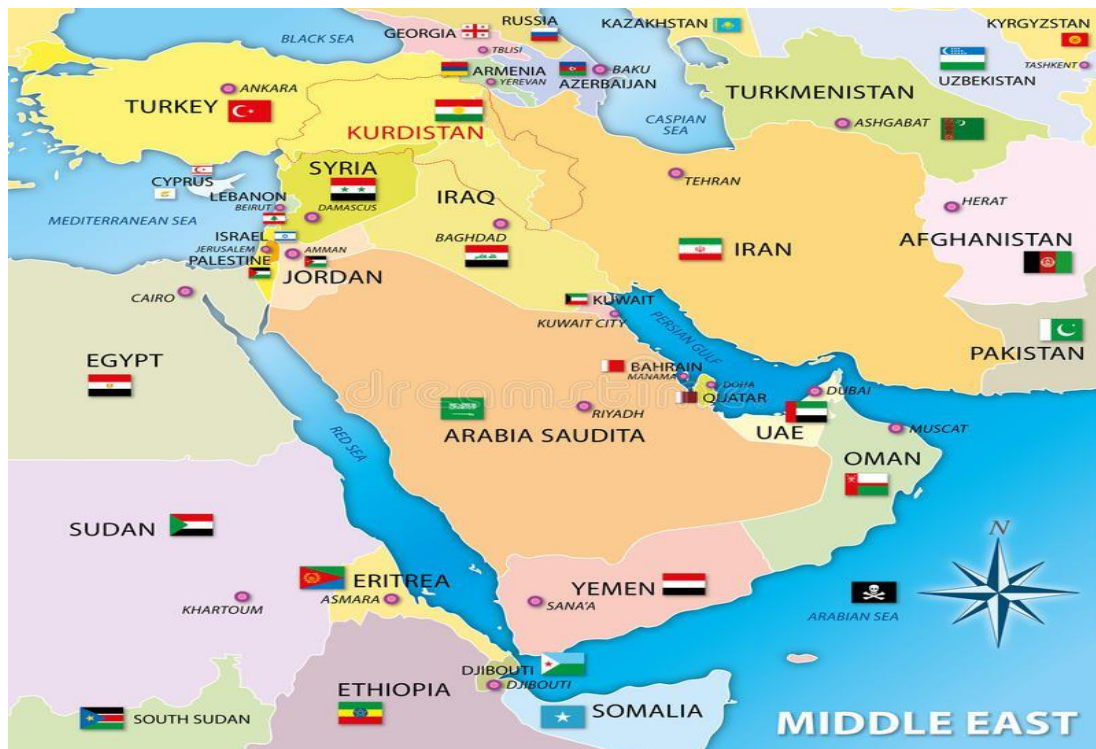 RUSSIA
KAZAKHSTAN
KYRGYZSTAN
GEORGIA
BLACK SEA
TBLISI
TASHKENT
ARMENIA
BAKU
UZBEKISTAN
YEREVAN
AZERBAIJAN
ANKARA
TURKMENISTAN
TURKEY
CASPIAN
SEA
ASHGABAT
KURDISTAN
SYRIA
TEHRAN
CYPRUS
LEBANON
BEIRUT
DAMASCUS
IRAQ
HERAT
MEDITERRANEAN SEA
ISRAEL
BAGHDAD
AFGHANISTAN
JERUSALEM
AMMAN
IRAN
PALESTINE
JORDAN
CAIRO
KUWAIT
KUWAIT CITY
PERSIAN GULF
PAKISTAN
EGYPT
BAHRAIN
MANAMA
DOHA
dreamstime
DUBAI
QUATAR
RIYADH
RED SEA
ARABIA SAUDITA
UAE
MUSCAT
OMAN
SUDAN
N
ERITREA
YEMEN
ASMARA
KHARTOUM
SANA'A
ARABIAN SEA
DJIBOUTI
DJIBOUTI
ETHIOPIA
SOMALIA
SOUTH SUDAN
MIDDLE EAST